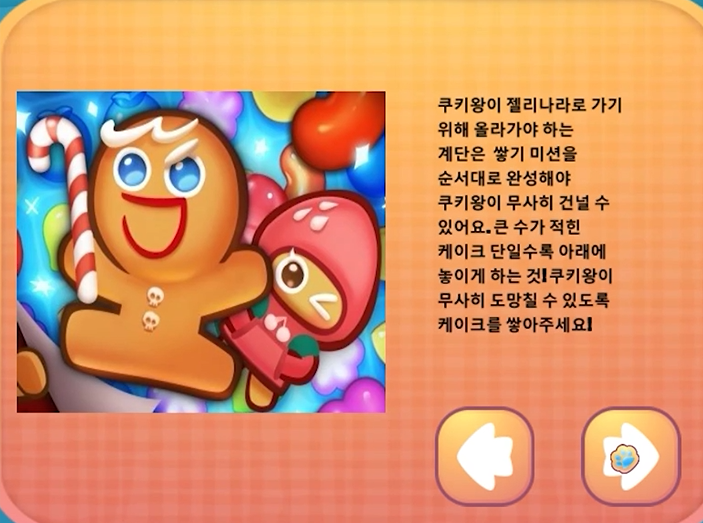 쿠키왕이 젤리나라로 가기
위해 올라가야 하는
계단은 쌓기 미션을
순서대로 완성해야
쿠키왕이 무사히 건널 수
있어요.큰 수가 적힌
케이크 단일수록 아래에
놓이게 하는 것!쿠키왕이
무사히 도망칠 수 있도록
케이크를 쌓아주세요!